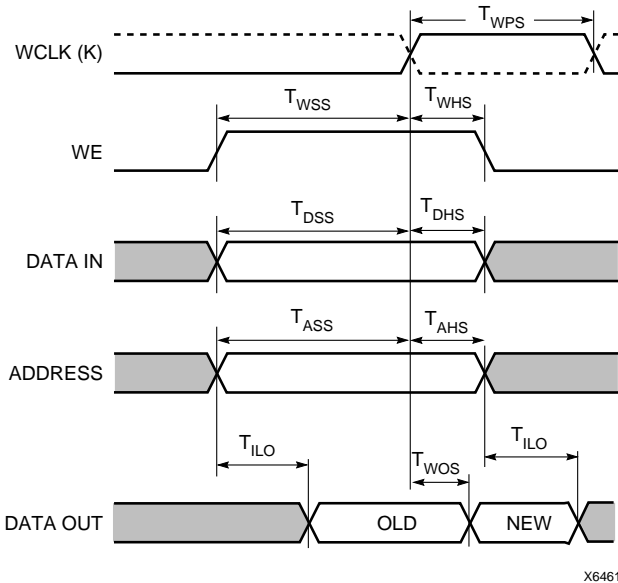 T_WPS
WCLK (K)
T_WSS T_WHS
WE
T_DSS T_DHS
DATA IN
T_ASS T_AHS
ADDRESS
T_ILO T_WOS T_ILO
DATA OUT OLD NEW
X6461